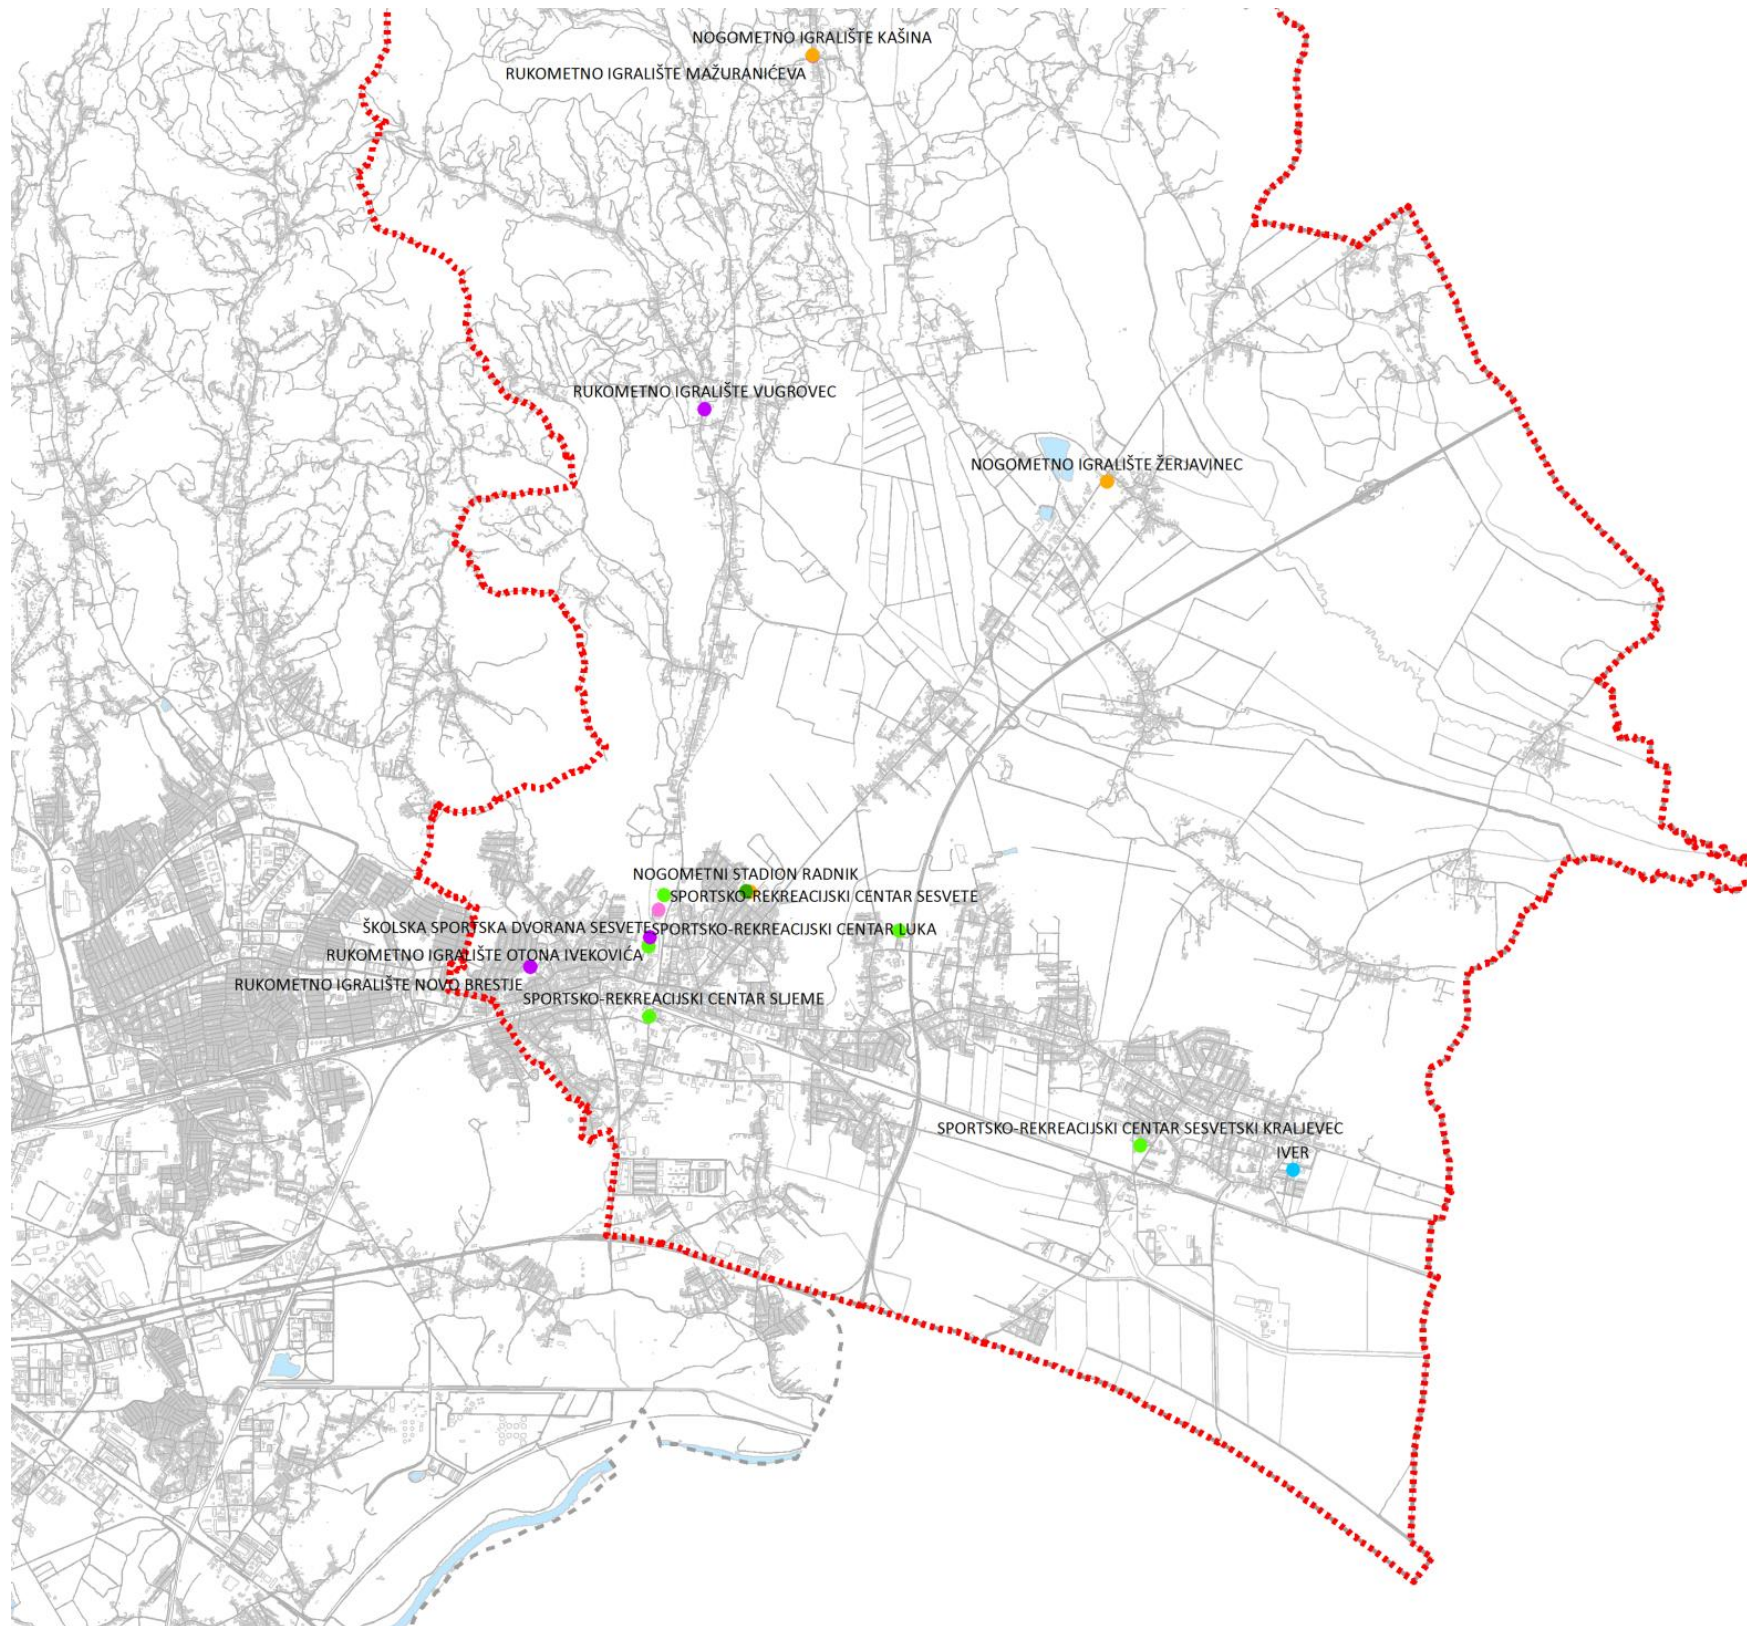 NOGOMETNO IGRALIŠTE KAŠINA
RUKOMETNO IGRALIŠTE MAŽURANIĆEVA
RUKOMETNO IGRALIŠTE VUGROVEC
NOGOMETNO IGRALIŠTE ŽERJAVINEC
NOGOMETNI STADION RADNIK
SPORTSKO-REKREACIJSKI CENTAR SESVETE
ŠKOLSKA SPORTSKA DVORANA SESVETE
SPORTSKO-REKREACIJSKI CENTAR LUKA
RUKOMETNO IGRALIŠTE OTONA IVEKOVIĆA
RUKOMETNO IGRALIŠTE NOVO BRESTJE
SPORTSKO-REKREACIJSKI CENTAR SLJEME
SPORTSKO-REKREACIJSKI CENTAR SESVETSKI KRALJEVEC
IVER